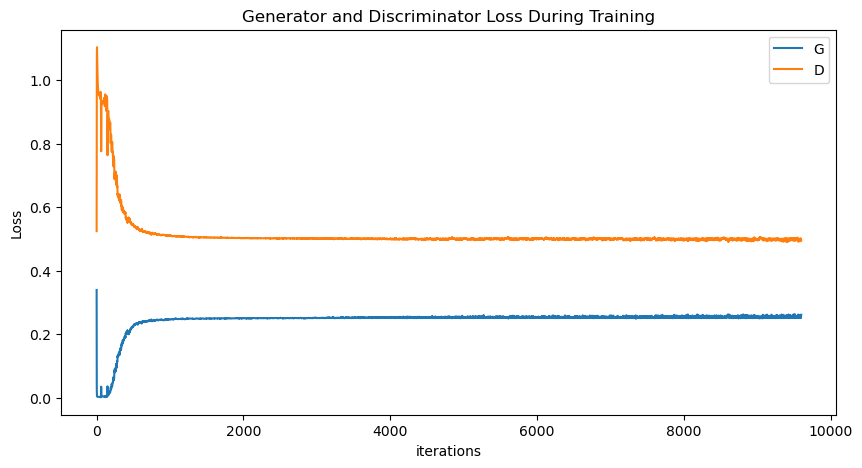 Generator and Discriminator Loss During Training
G
D
1.0
0.8
0.6
0.4
0.2
0.0
Loss
0 2000 4000 6000 8000 10000
iterations